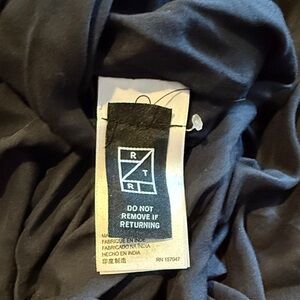 R
T
R
DO NOT
REMOVE IF
RETURNING
MA
FABRIQUÉ EN INDE
FABRICADO NA INDIA
HECHO EN INDIA
印度制造
RN 157047